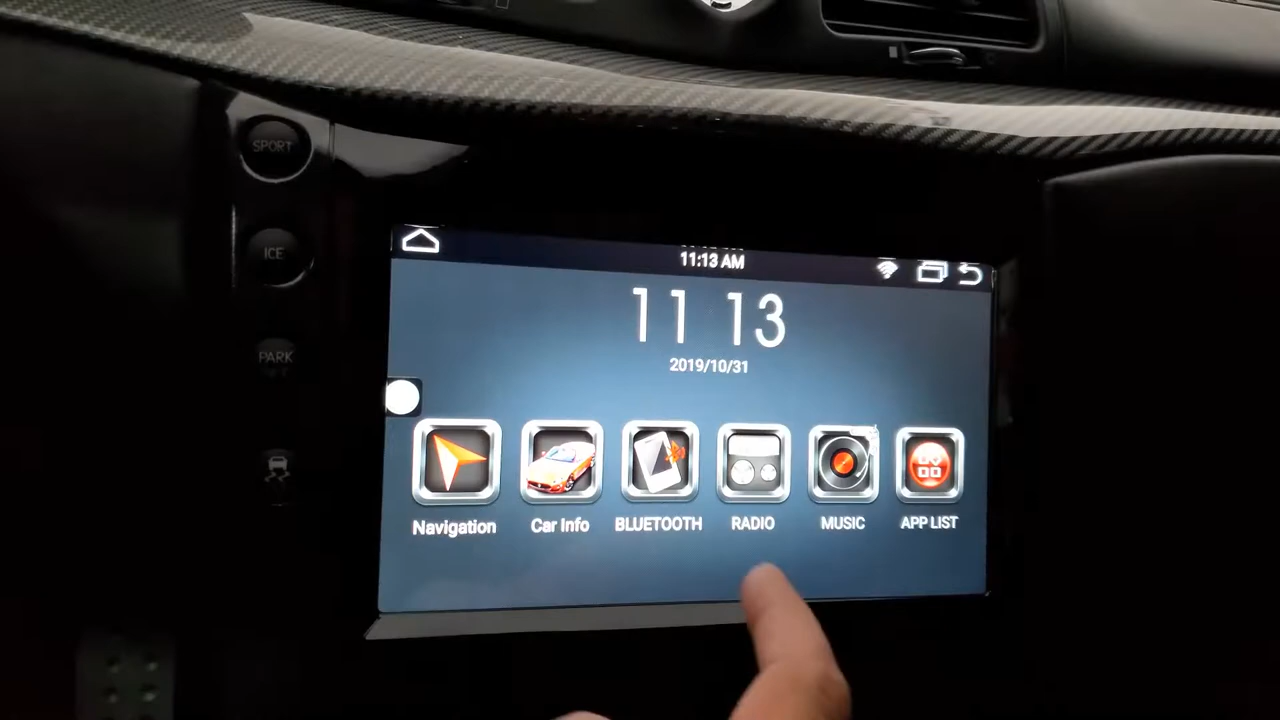 SPORT
ICE
PARK
11:13 AM
11 13
2019/10/31
Navigation
Car Info
BLUETOOTH
RADIO
MUSIC
APP LIST